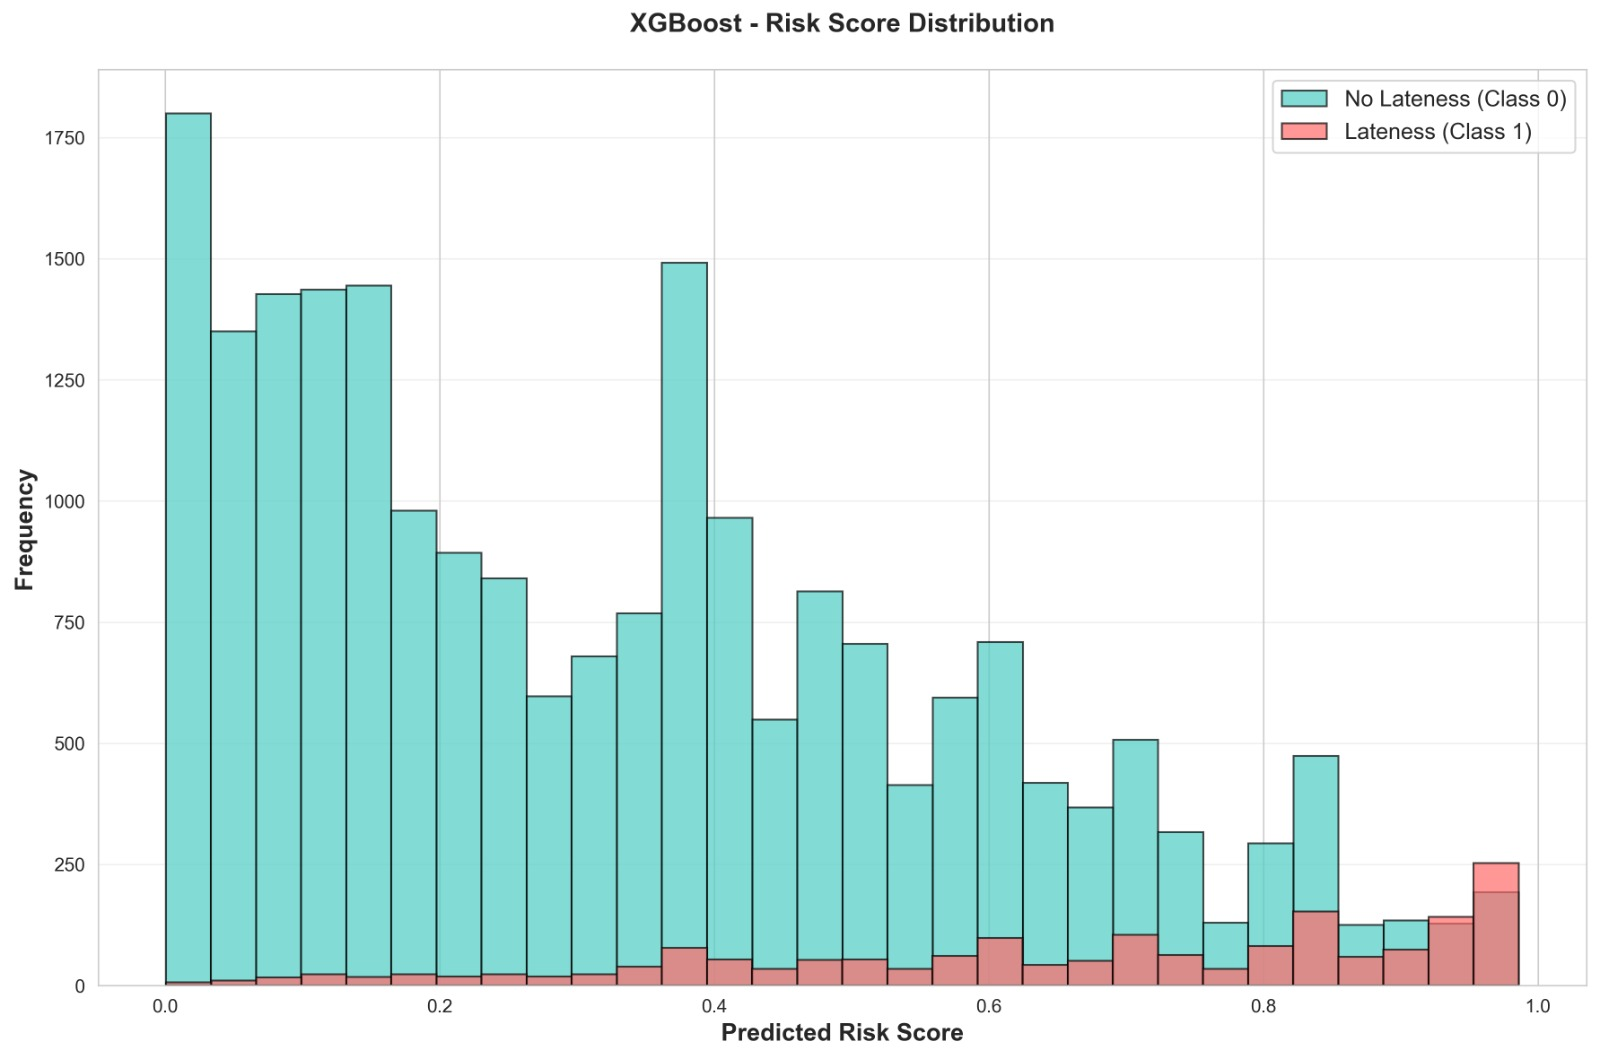 XGBoost - Risk Score Distribution
No Lateness (Class 0)
Lateness (Class 1)
1750
1500
1250
1000
750
500
250
0
Frequency
0.0 0.2 0.4 0.6 0.8 1.0
Predicted Risk Score